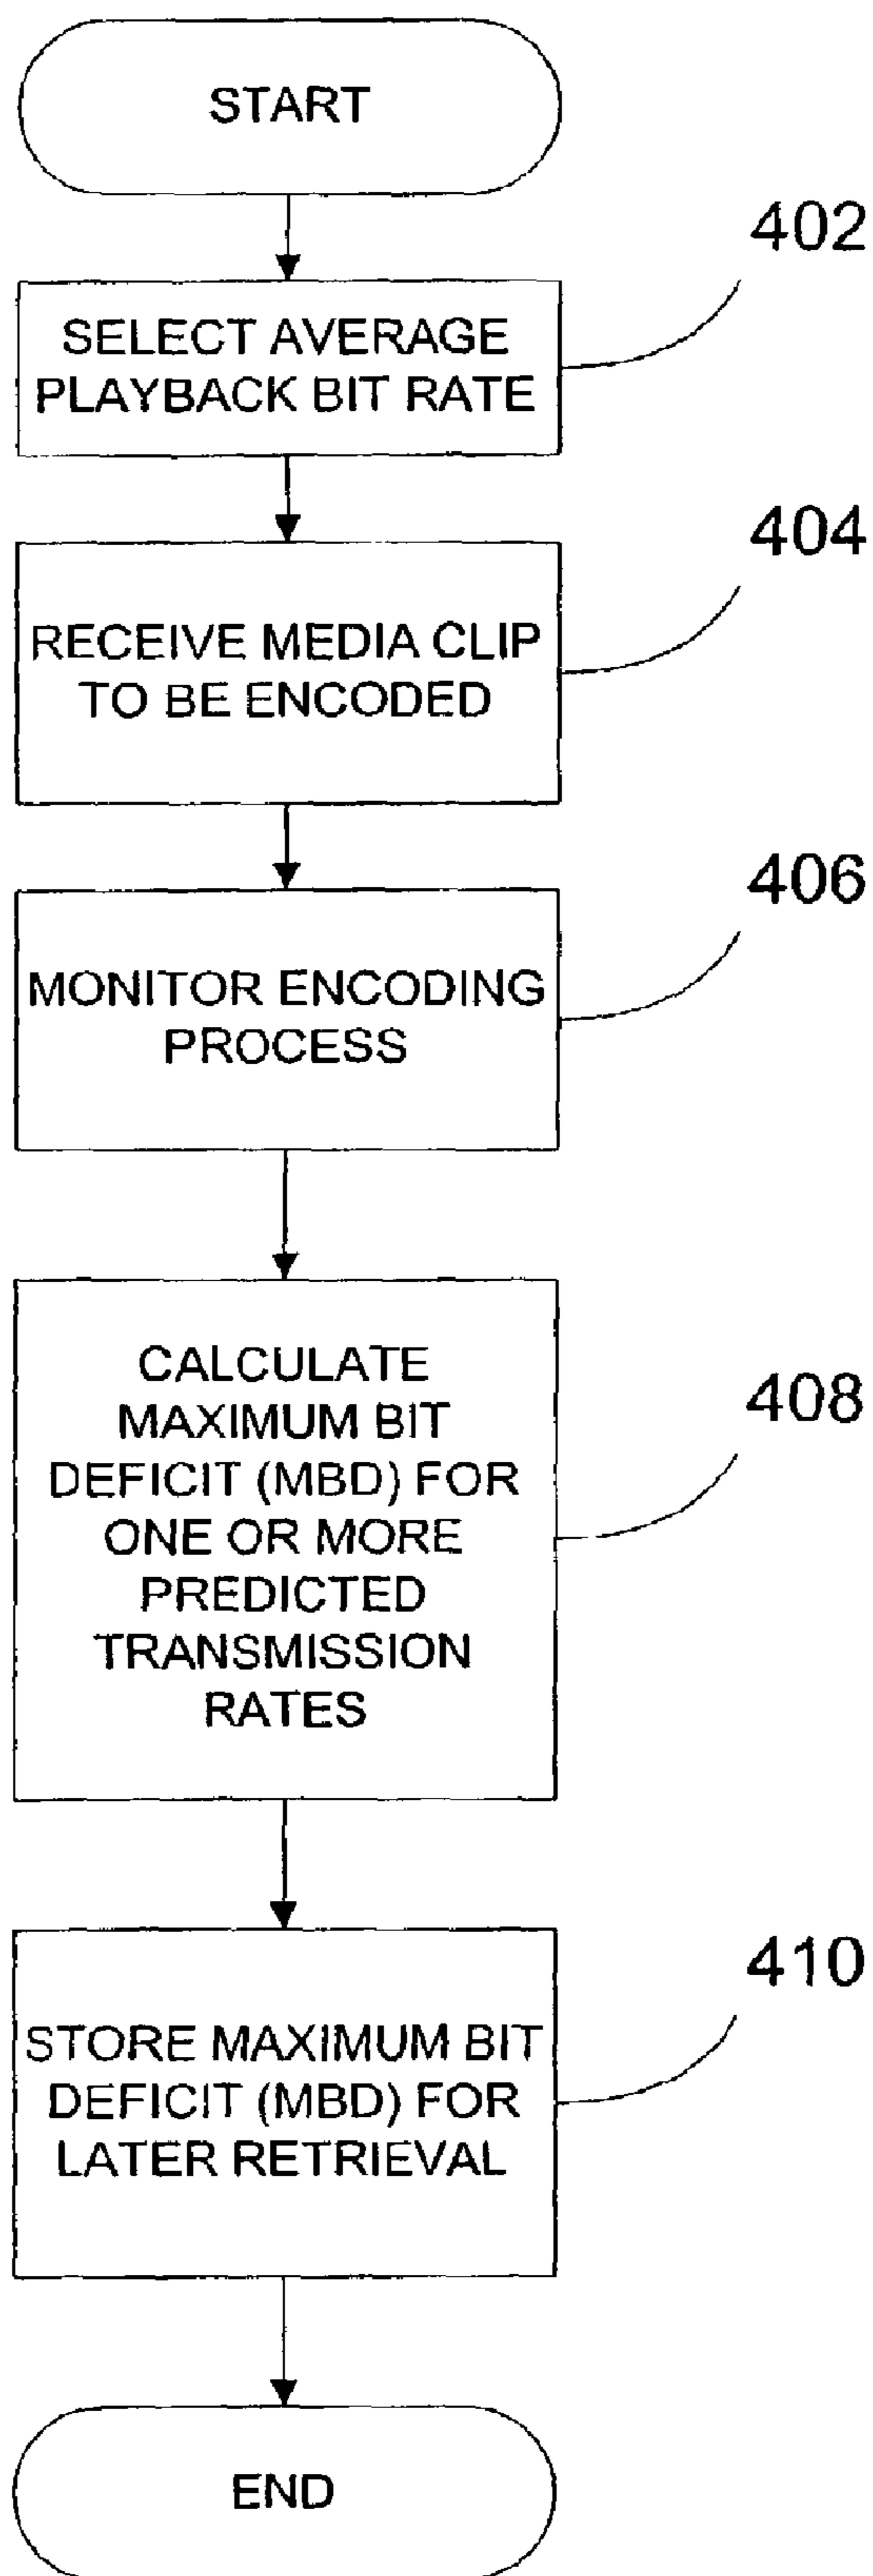 START
402
SELECT AVERAGE
PLAYBACK BIT RATE
404
RECEIVE MEDIA CLIP
TO BE ENCODED
406
MONITOR ENCODING
PROCESS
408
CALCULATE
MAXIMUM BIT
DEFICIT (MBD) FOR
ONE OR MORE
PREDICTED
TRANSMISSION
RATES
410
STORE MAXIMUM BIT
DEFICIT (MBD) FOR
LATER RETRIEVAL
END